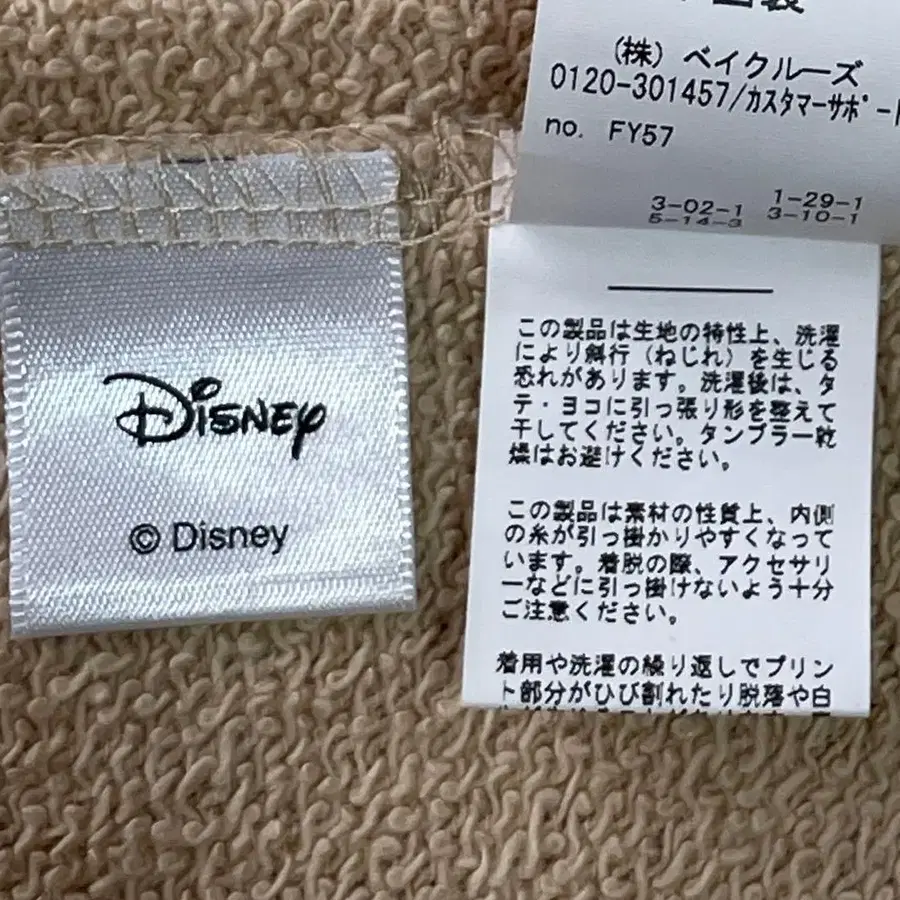 Disney
© Disney
国製
(株) ベイクルーズ
0120-301457/カスタマーサポート
no. FY57
3-02-1 1-29-1
5-14-3 3-10-1
この製品は生地の特性上、洗濯
により斜行(ねじれ)を生じる
恐れがあります。洗濯後は、タ
テ・ヨコに引っ張り形を整えて
干してください。タンブラー乾
燥はお避けください。
この製品は素材の性質上、内側
の糸が引っ掛かりやすくなって
います。着脱の際、アクセサリ
ーなどに引っ掛けないよう十分
ご注意ください。
着用や洗濯の繰り返しでプリン
ト部分がひび割れたり脱落や白